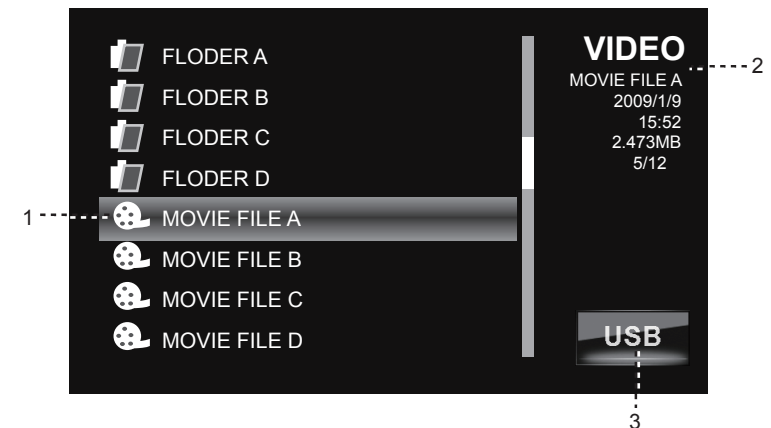 FLODER A
FLODER B
FLODER C
FLODER D
1
MOVIE FILE A
MOVIE FILE B
MOVIE FILE C
MOVIE FILE D
VIDEO
2
MOVIE FILE A
2009/1/9
15:52
2.473MB
5/12
USB
3